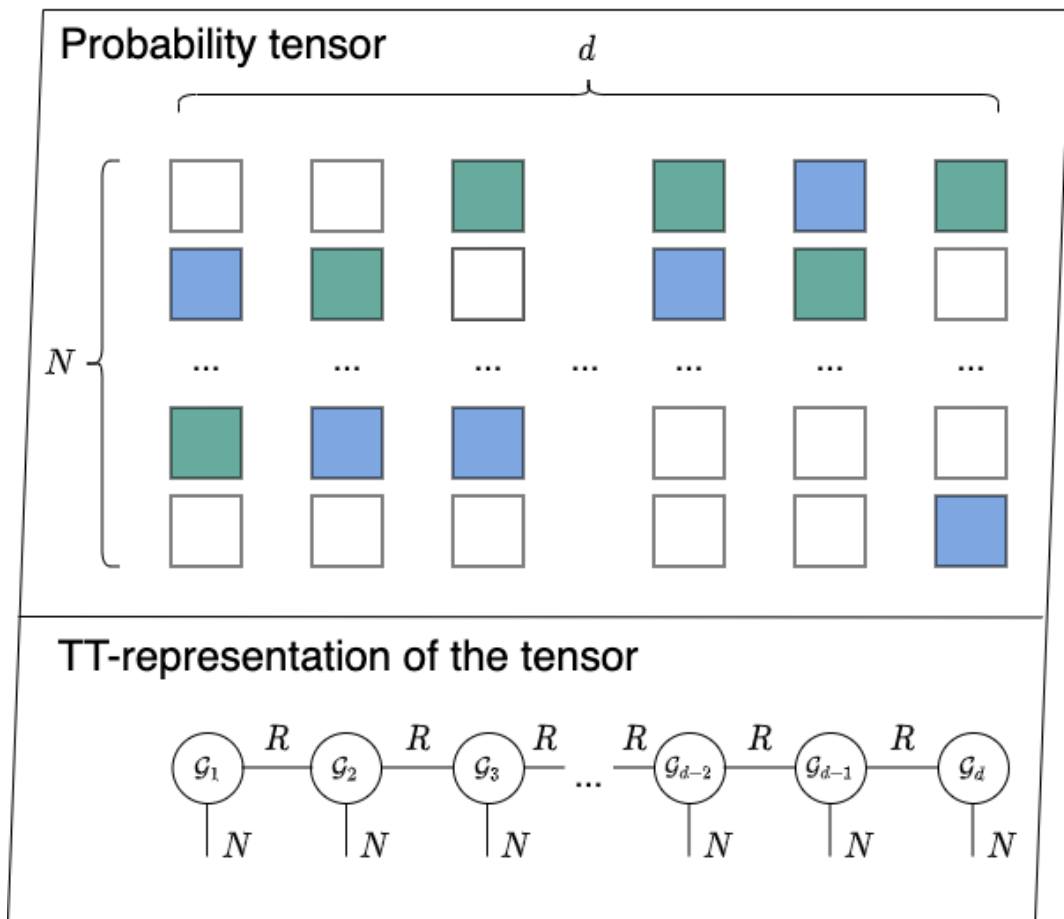 Probability tensor
d
N
... ... ... ... ... ... ...
TT-representation of the tensor
R R R R R R
𝒢₁ 𝒢₂ 𝒢₃ ... 𝒢d−2 𝒢d−1 𝒢d
N N N N N N